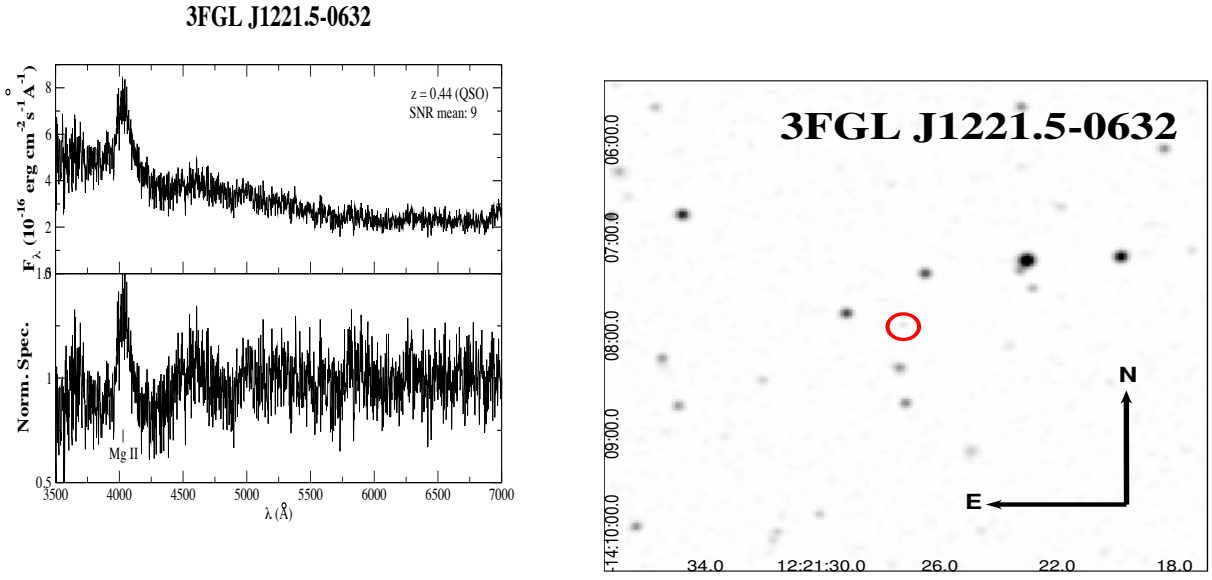 3FGL J1221.5-0632
z = 0.44 (QSO)
SNR mean: 9
F_λ (10^-16 erg cm^-2 s^-1 Å^-1)
8
6
4
2
0
1.0
1
0.5
Norm. Spec.
Mg II
3500 4000 4500 5000 5500 6000 6500 7000
λ (Å)
3FGL J1221.5-0632
06:00.0
07:00.0
08:00.0
09:00.0
-14:10:00.0
N
E
34.0 12:21:30.0 26.0 22.0 18.0